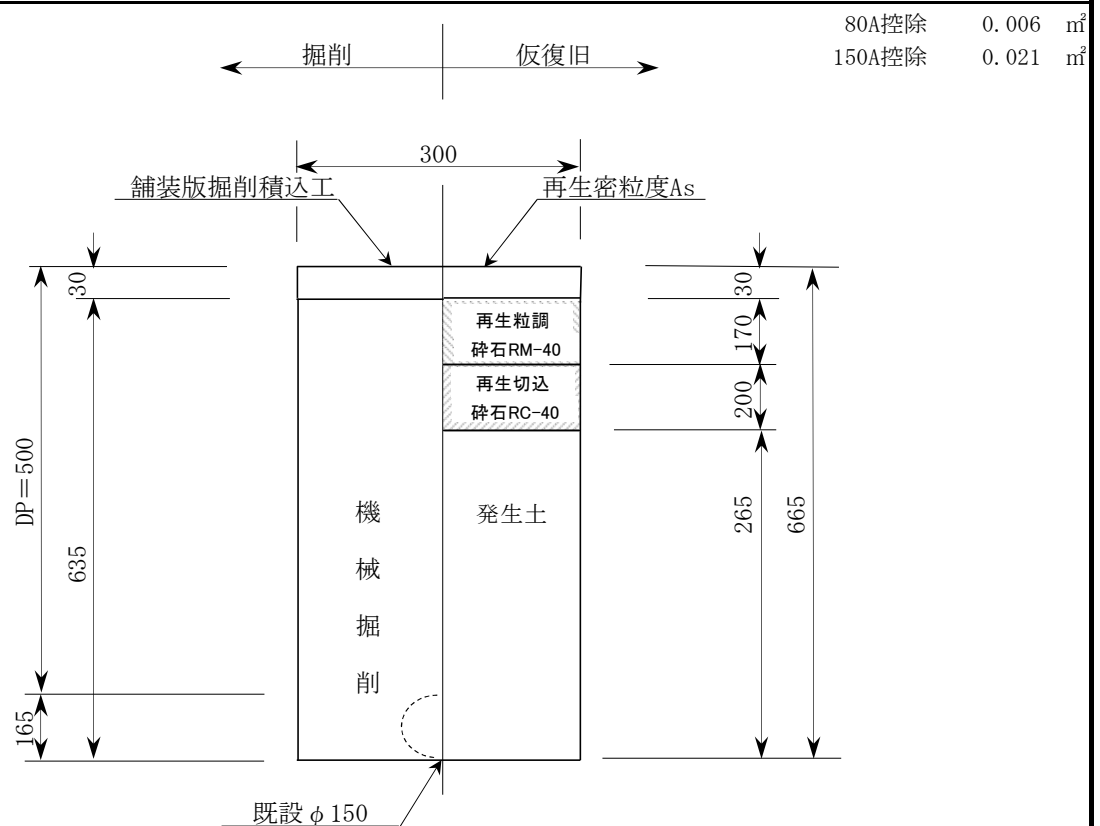 80A控除 0.006 ㎡
150A控除 0.021 ㎡
掘削 仮復旧
300
舗装版掘削積込工 再生密粒度As
30
30
再生粒調
砕石RM-40
170
再生切込
砕石RC-40
200
DP=500
635
機械掘削
発生土
265
665
165
既設φ150